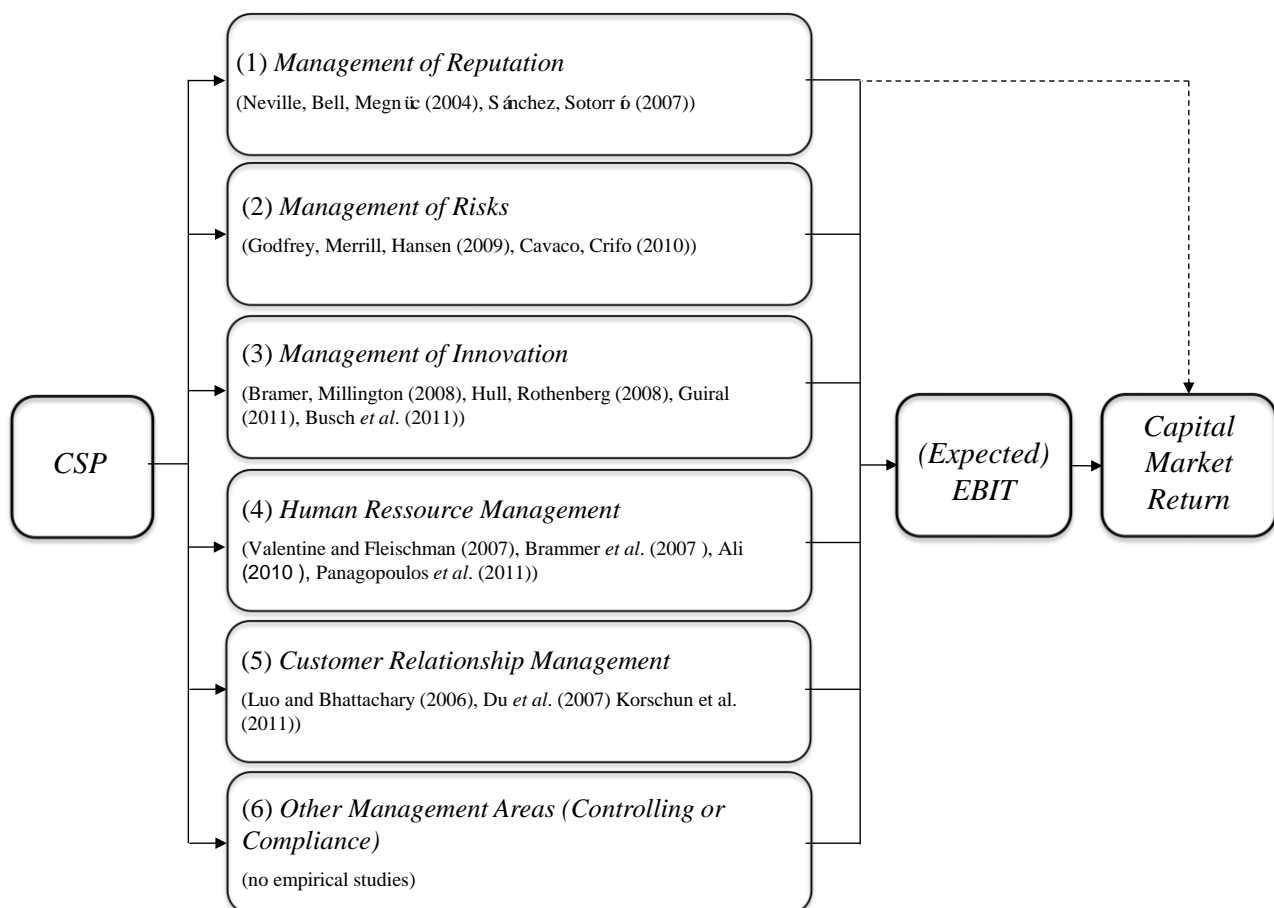 (1) Management of Reputation
(Neville, Bell, Megnüc (2004), Sánchez, Sotorrío (2007))
(2) Management of Risks
(Godfrey, Merrill, Hansen (2009), Cavaco, Crifo (2010))
(3) Management of Innovation
(Bramer, Millington (2008), Hull, Rothenberg (2008), Guiral
(2011), Busch et al. (2011))
CSP
(Expected)
EBIT
Capital
Market
Return
(4) Human Ressource Management
(Valentine and Fleischman (2007), Brammer et al. (2007 ), Ali
(2010 ), Panagopoulos et al. (2011))
(5) Customer Relationship Management
(Luo and Bhattachary (2006), Du et al. (2007) Korschun et al.
(2011))
(6) Other Management Areas (Controlling or
Compliance)
(no empirical studies)